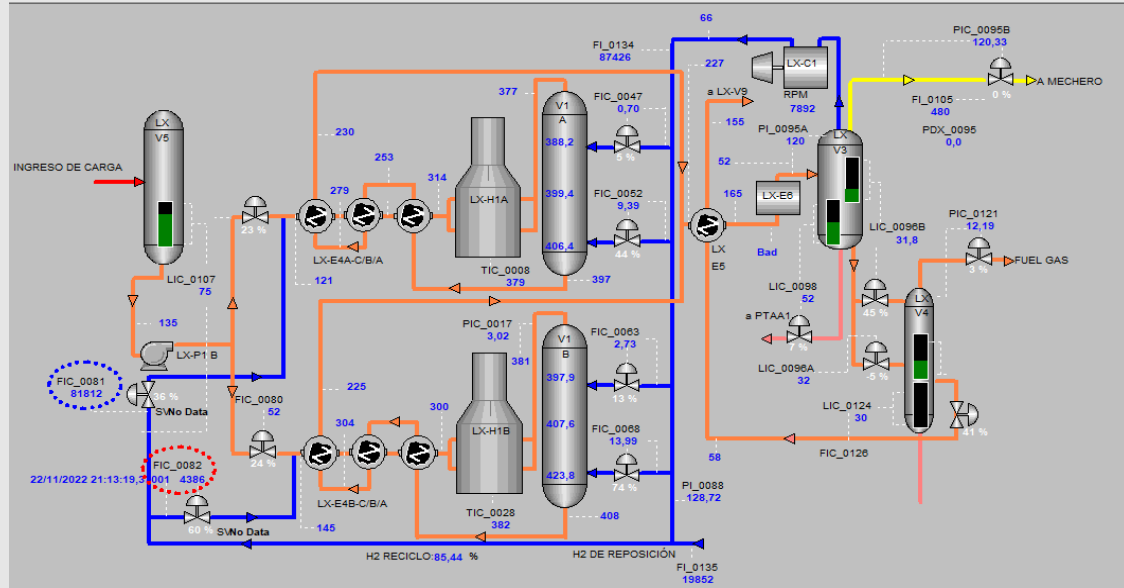 66
PIC_0095B
120,33
FI_0134
87426
LX-C1
227
A MECHERO
0 %
377
V1
A
FIC_0047
0,70
a LX-V9
RPM
7892
FI_0105
480
LX
V5
PI_0095A
120
PDX_0095
0,0
230
155
LX
V3
388,2
5 %
253
52
INGRESO DE CARGA
314
279
FIC_0052
9,39
165
LX-H1A
399,4
LX-E6
LIC_0096B
31,8
PIC_0121
12,19
23 %
406,4
44 %
LX
E5
Bad
FUEL GAS
3 %
LX-E4A-C/B/A
TIC_0008
379
397
LIC_0107
75
121
LIC_0098
52
45 %
LX
V4
a PTAA1
7 %
135
PIC_0017
3,02
V1
B
FIC_0063
2,73
LX-P1 B
381
LIC_0096A
32
-5 %
FIC_0081
81812
36 %
FIC_0080
52
225
397,9
13 %
LIC_0124
30
SV No Data
304
300
407,6
FIC_0068
13,99
41 %
24 %
LX-H1B
58
FIC_0126
FIC_0082
22/11/2022 21:13:19,3
001 4386
423,8
74 %
PI_0088
128,72
LX-E4B-C/B/A
TIC_0028
382
408
60 %
SV No Data
145
H2 RECICLO: 85,44 %
H2 DE REPOSICIÓN
FI_0135
19852